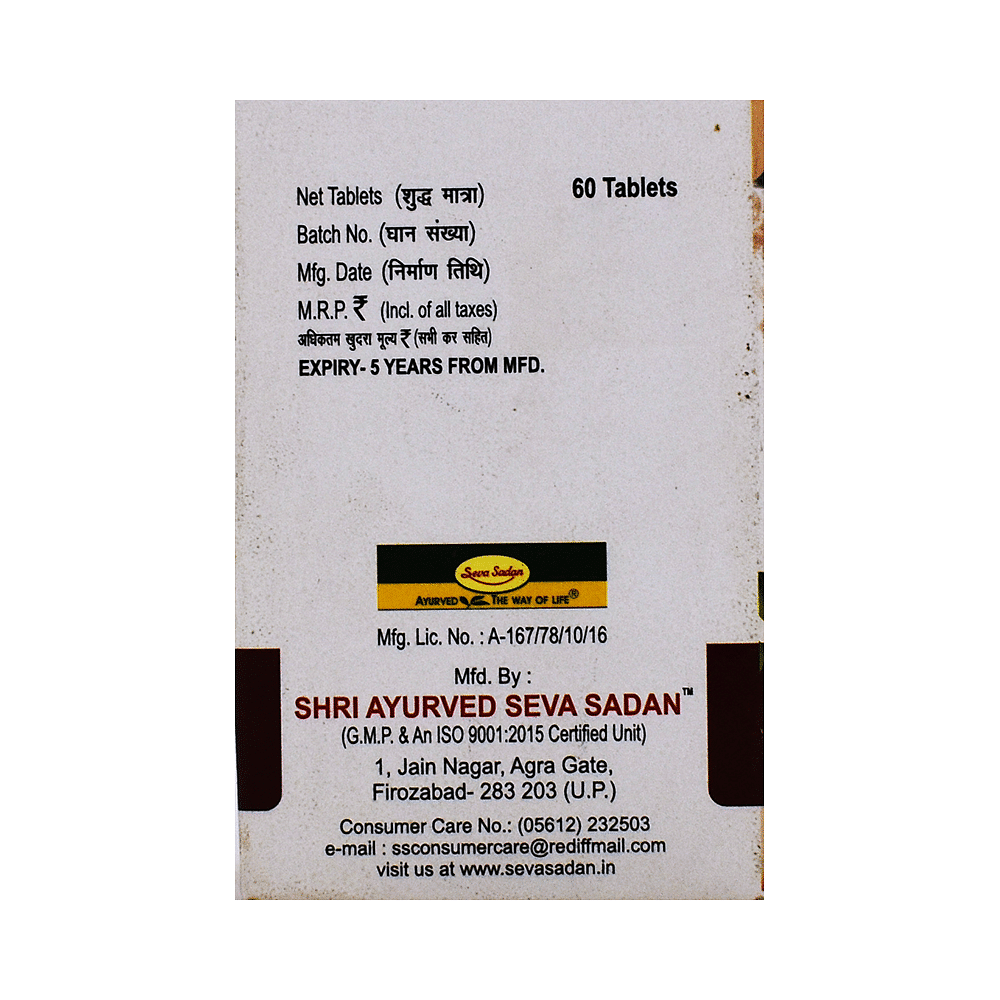 Net Tablets (शुद्ध मात्रा) 60 Tablets
Batch No. (घान संख्या)
Mfg. Date (निर्माण तिथि)
M.R.P. ₹ (Incl. of all taxes)
अधिकतम खुदरा मूल्य ₹ (सभी कर सहित)
EXPIRY- 5 YEARS FROM MFD.
Seva Sadan
AYURVED THE WAY OF LIFE®
Mfg. Lic. No. : A-167/78/10/16
Mfd. By :
SHRI AYURVED SEVA SADAN™
(G.M.P. & An ISO 9001:2015 Certified Unit)
1, Jain Nagar, Agra Gate,
Firozabad- 283 203 (U.P.)
Consumer Care No.: (05612) 232503
e-mail : ssconsumercare@rediffmail.com
visit us at www.sevasadan.in